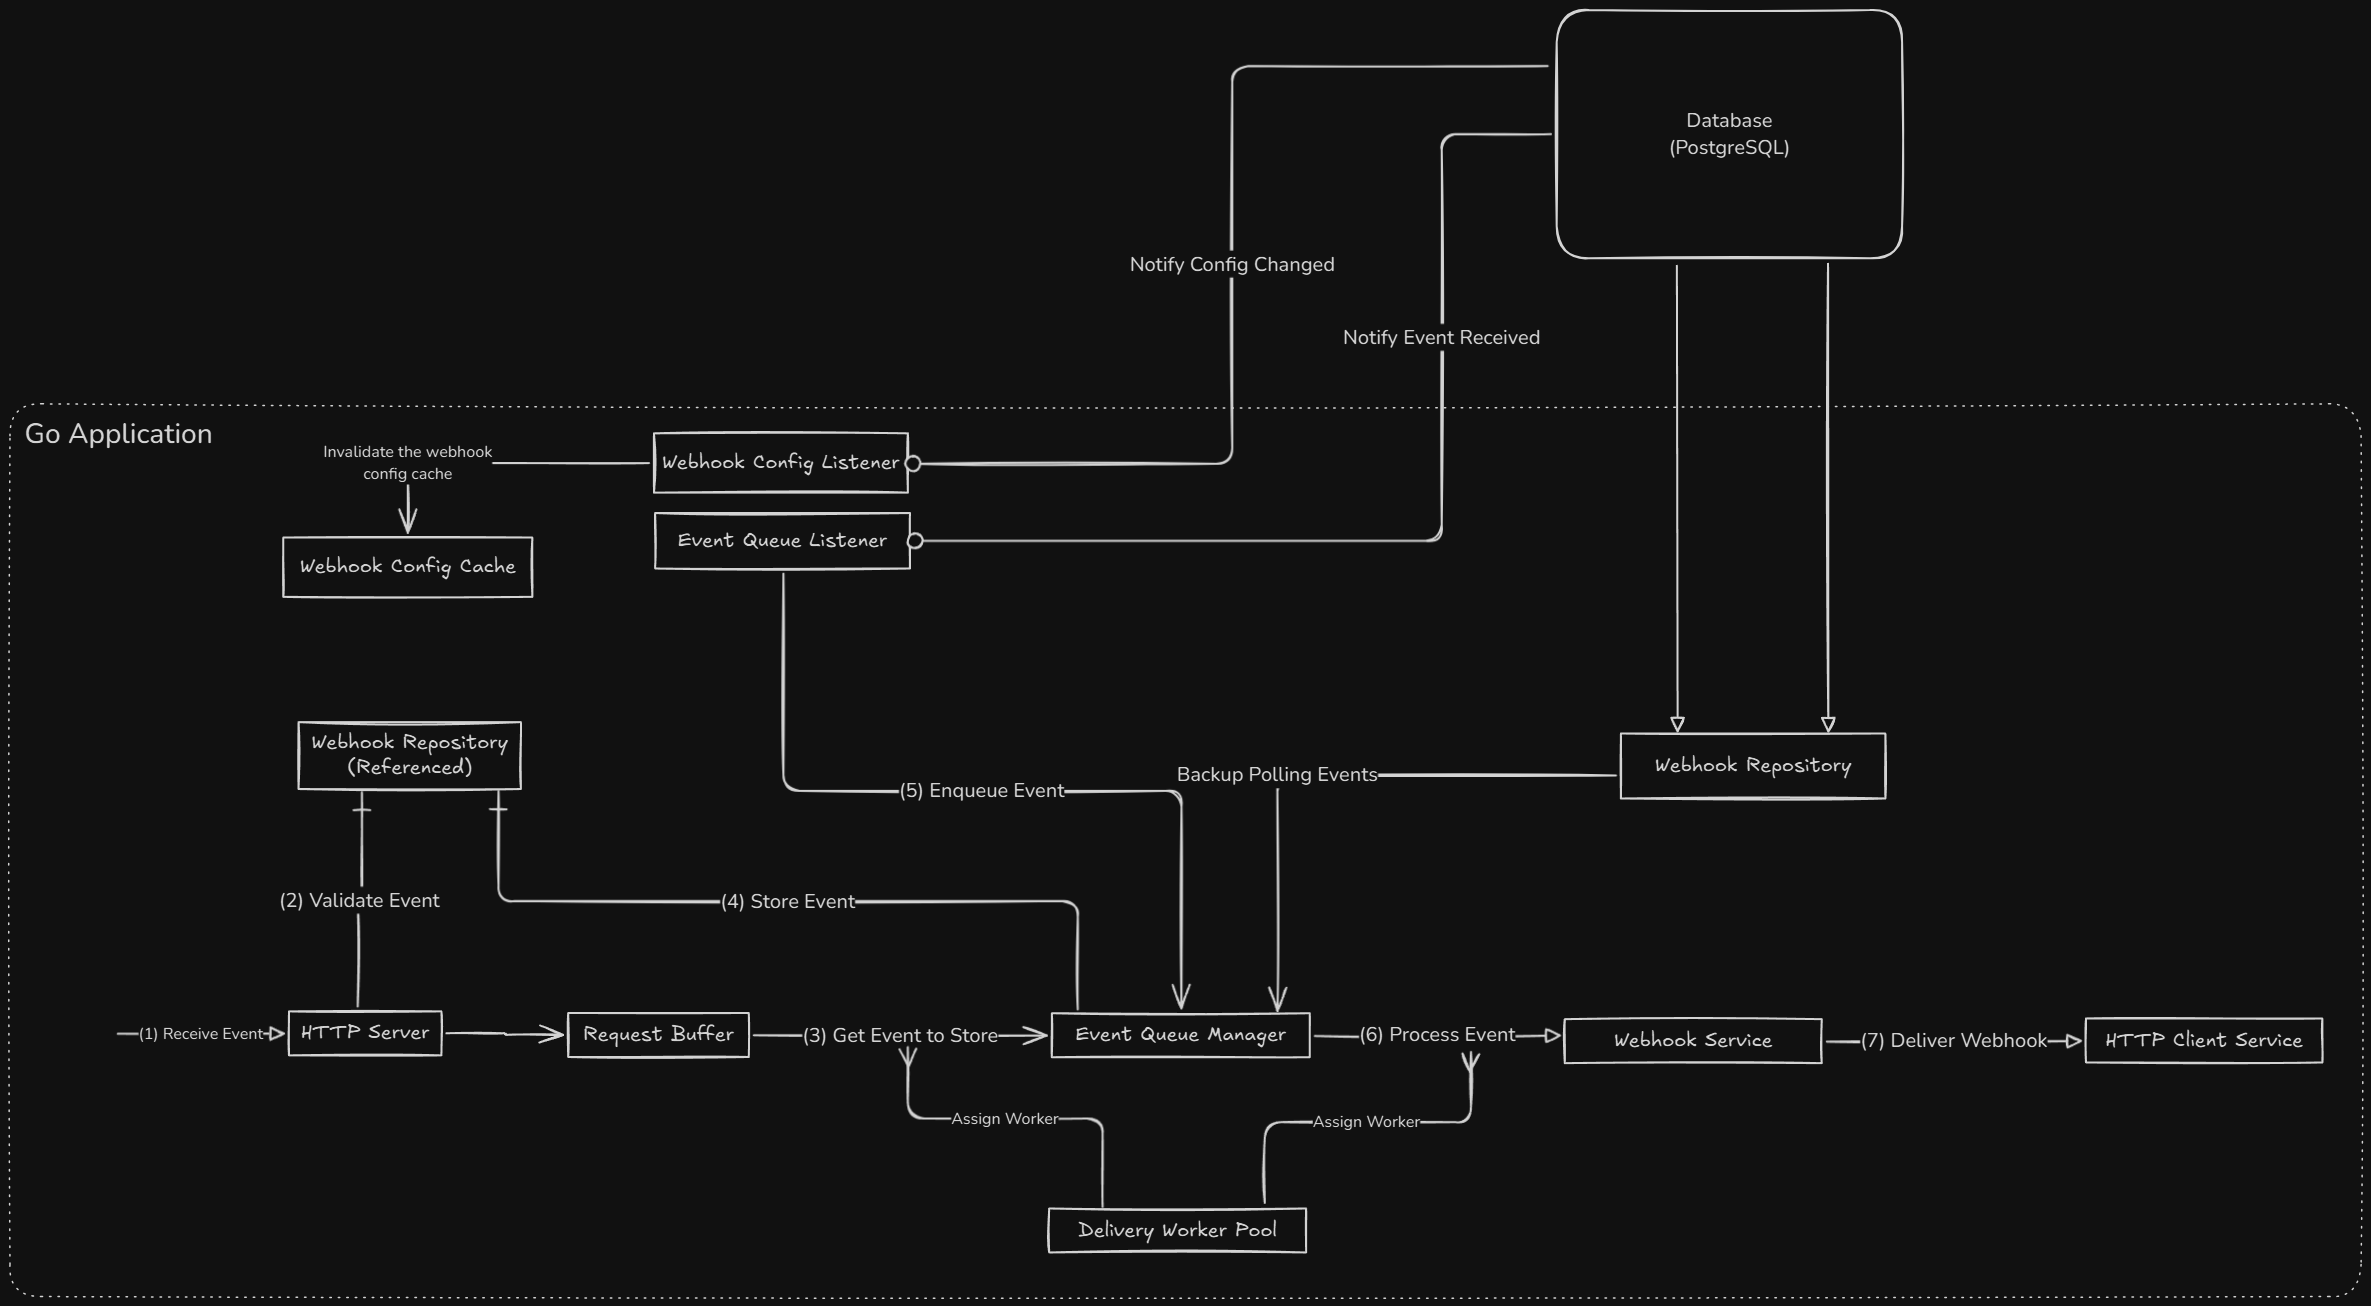 Database
(PostgreSQL)
Notify Config Changed
Notify Event Received
Go Application
Invalidate the webhook
config cache
Webhook Config Listener
Event Queue Listener
Webhook Config Cache
Webhook Repository
(Referenced)
Webhook Repository
Backup Polling Events
(5) Enqueue Event
(2) Validate Event
(4) Store Event
(1) Receive Event
HTTP Server
Request Buffer
(3) Get Event to Store
Event Queue Manager
(6) Process Event
Webhook Service
(7) Deliver Webhook
HTTP Client Service
Assign Worker
Assign Worker
Delivery Worker Pool